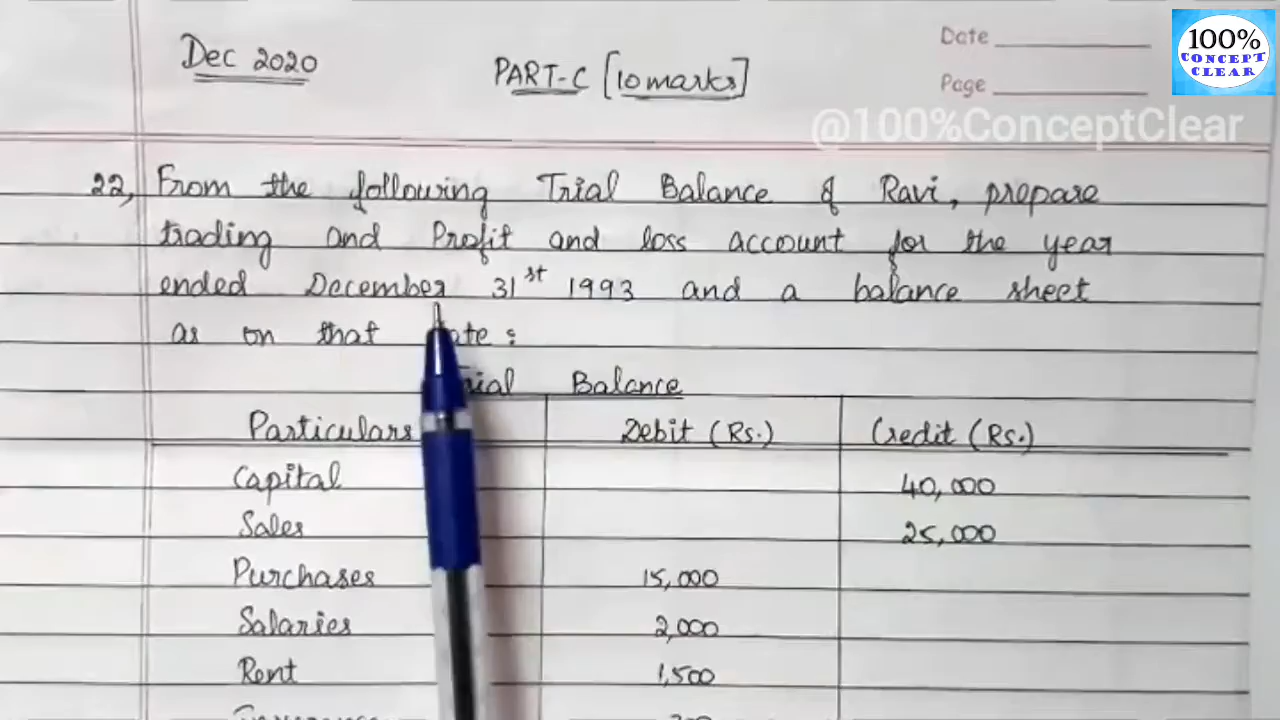 Dec 2020
PART-C [10 marks]
Date
Page
100%
CONCEPT
CLEAR
@100%ConceptClear
22, From the following Trial Balance of Ravi, prepare
trading and Profit and loss account for the year
ended December 31st 1993 and a balance sheet
as on that :
Balance
Particulars Debit (Rs.) Credit (Rs.)
Capital 40,000
Sales 25,000
Purchases 15,000
Salaries 2,000
Rent 1,500